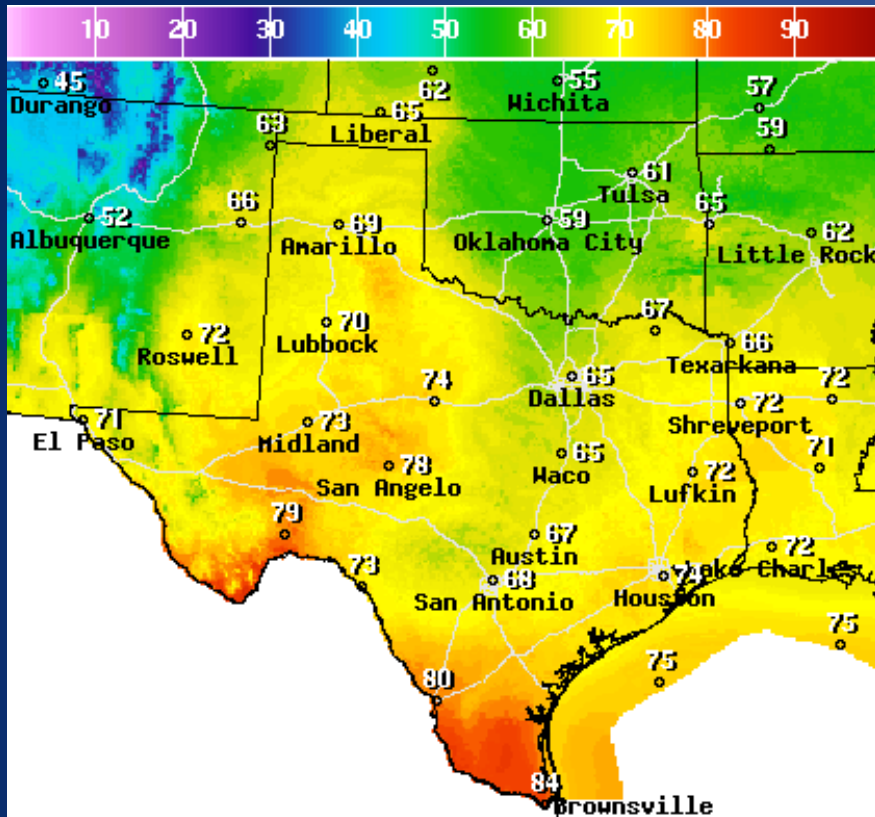 10 20 30 40 50 60 70 80 90
45
Durango
62
55
Wichita
57
65
Liberal
63
59
61
Tulsa
52
Albuquerque
66
69
Amarillo
59
Oklahoma City
65
62
Little Rock
72
Roswell
70
Lubbock
67
66
Texarkana
74
65
Dallas
72
Shreveport
72
71
El Paso
73
Midland
78
San Angelo
65
Waco
72
Lufkin
71
79
67
Austin
72
Lake Charles
73
68
San Antonio
74
Houston
75
75
80
84
Brownsville